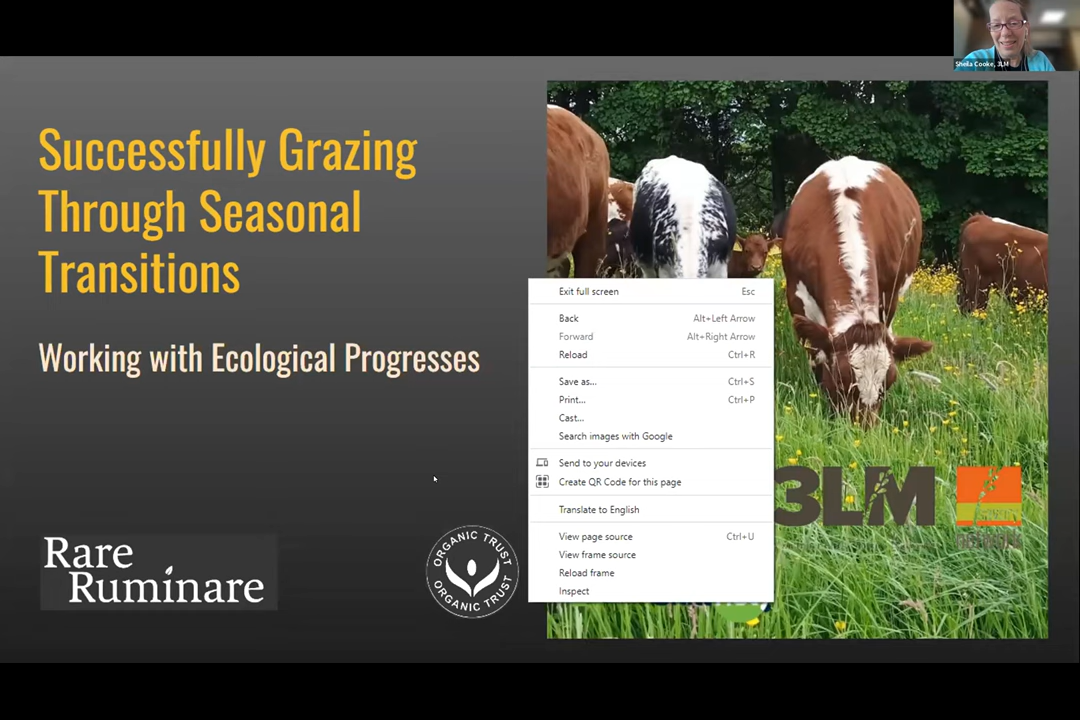 Sheila Cooke, 3LM
Successfully Grazing
Through Seasonal
Transitions
Working with Ecological Progresses
Exit full screen Esc
Back Alt+Left Arrow
Forward Alt+Right Arrow
Reload Ctrl+R
Save as... Ctrl+S
Print... Ctrl+P
Cast...
Search images with Google
Send to your devices
Create QR Code for this page
Translate to English
View page source Ctrl+U
View frame source
Reload frame
Inspect
3LM
Rare
Ruminare
ORGANIC TRUST
ORGANIC TRUST